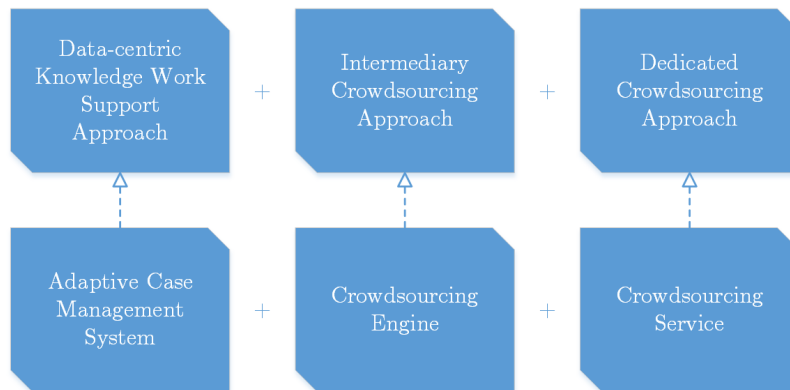 Data-centric
Knowledge Work
Support
Approach
+
Intermediary
Crowdsourcing
Approach
+
Dedicated
Crowdsourcing
Approach
Adaptive Case
Management
System
+
Crowdsourcing
Engine
+
Crowdsourcing
Service